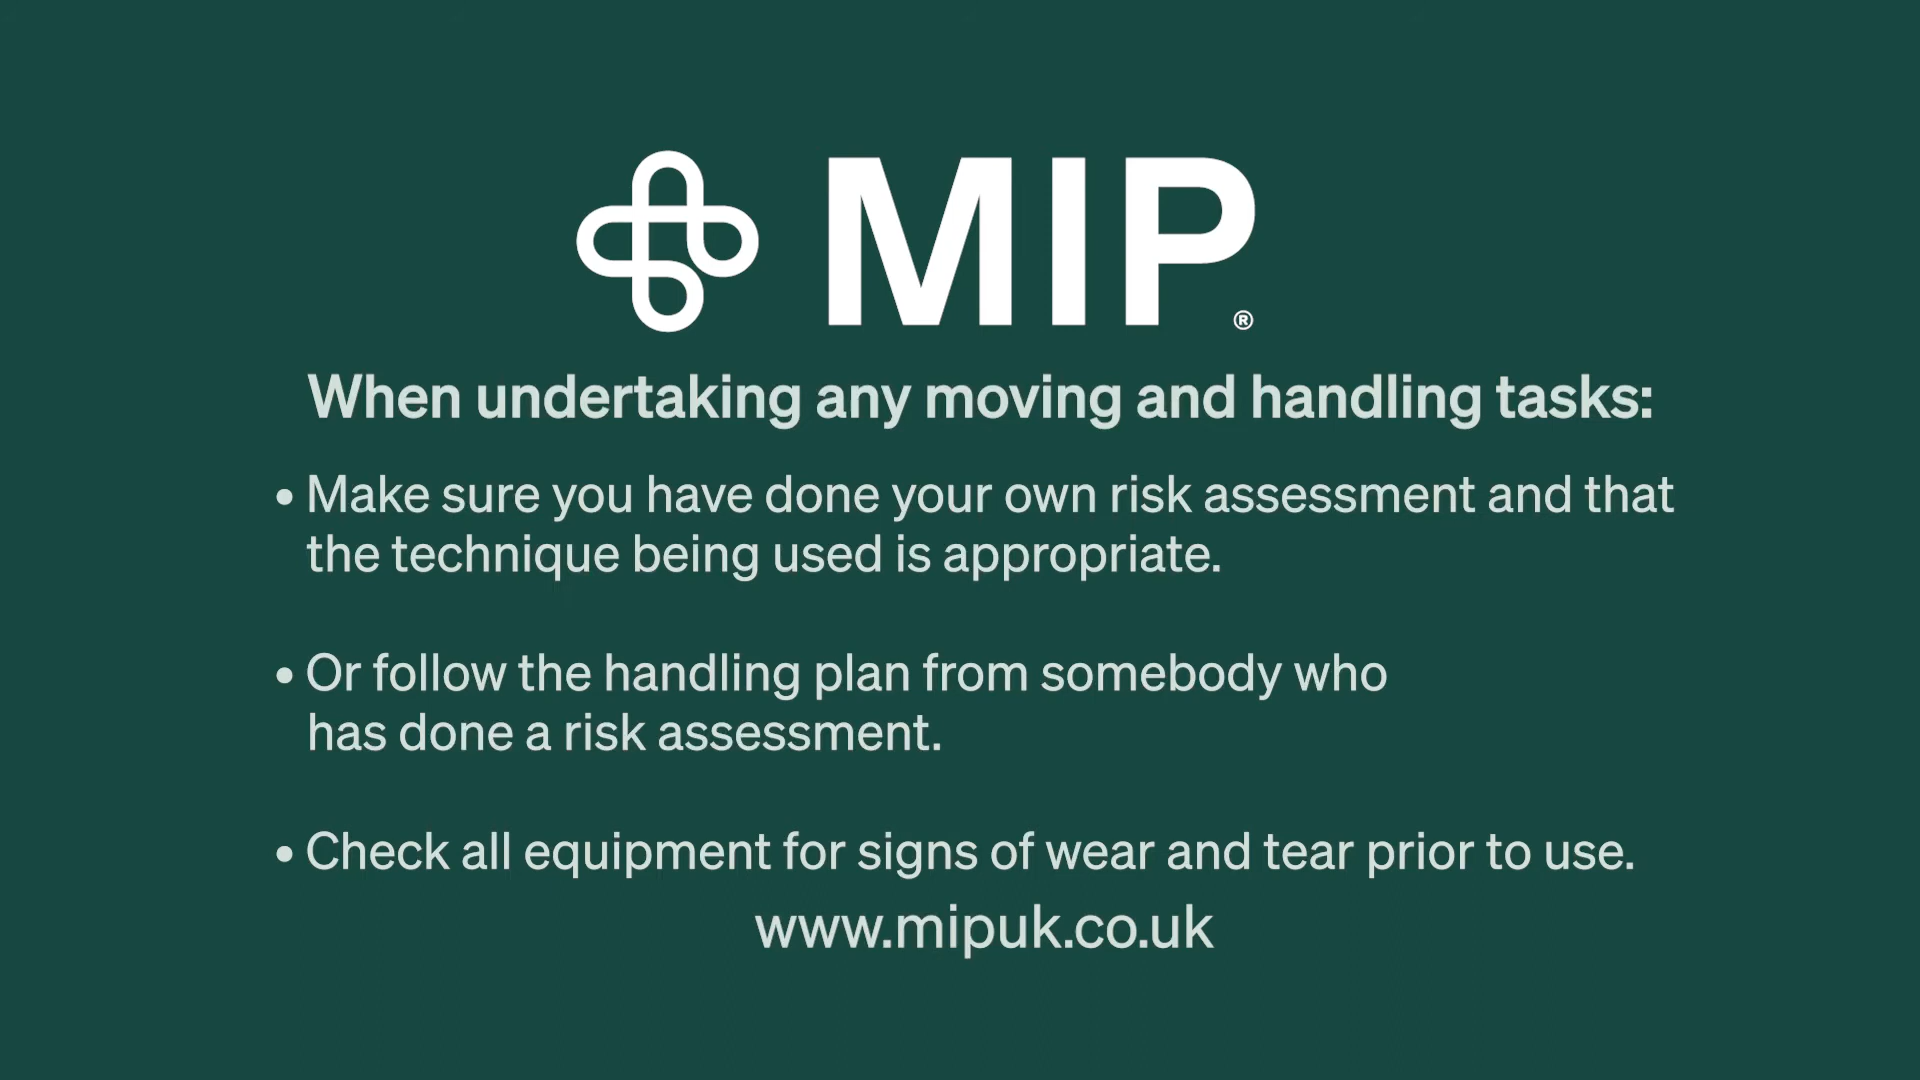 MIP®
When undertaking any moving and handling tasks:
• Make sure you have done your own risk assessment and that
the technique being used is appropriate.
• Or follow the handling plan from somebody who
has done a risk assessment.
• Check all equipment for signs of wear and tear prior to use.
www.mipuk.co.uk